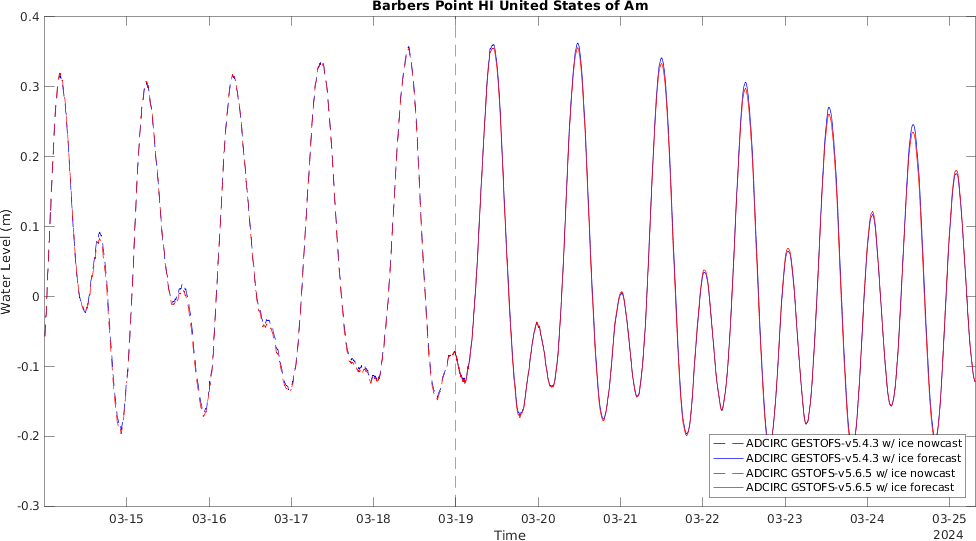 Barbers Point HI United States of Am
0.4
0.3
0.2
0.1
0
-0.1
-0.2
-0.3
Water Level (m)
ADCIRC GESTOFS-v5.4.3 w/ ice nowcast
ADCIRC GESTOFS-v5.4.3 w/ ice forecast
ADCIRC GSTOFS-v5.6.5 w/ ice nowcast
ADCIRC GSTOFS-v5.6.5 w/ ice forecast
03-15 03-16 03-17 03-18 03-19 03-20 03-21 03-22 03-23 03-24 03-25
2024
Time